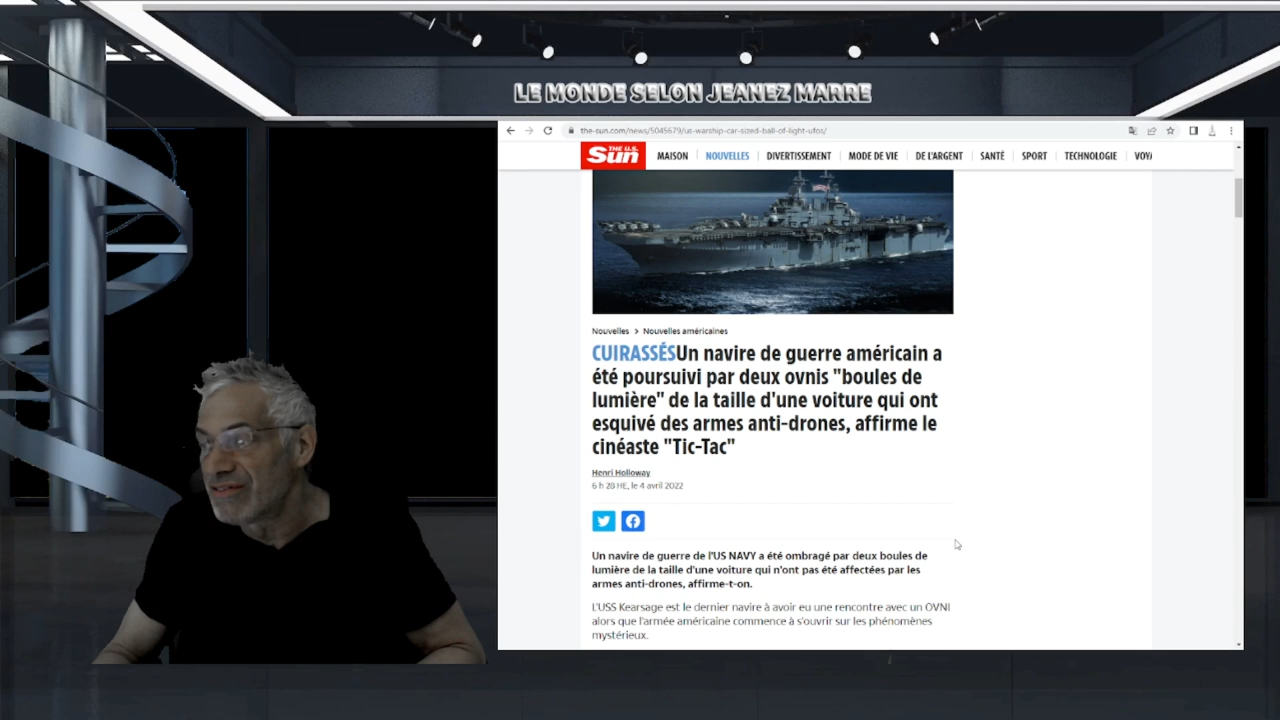 LE MONDE SELON JEANEZ MARRE
the-sun.com/news/5045679/us-warship-car-sized-ball-of-light-ufos/
THE U.S. Sun
MAISON NOUVELLES DIVERTISSEMENT MODE DE VIE DE L'ARGENT SANTÉ SPORT TECHNOLOGIE VOYA
Nouvelles > Nouvelles américaines
CUIRASSÉSUn navire de guerre américain a
été poursuivi par deux ovnis "boules de
lumière" de la taille d'une voiture qui ont
esquivé des armes anti-drones, affirme le
cinéaste "Tic-Tac"
Henri Holloway
6 h 28 HE, le 4 avril 2022
Un navire de guerre de l'US NAVY a été ombragé par deux boules de
lumière de la taille d'une voiture qui n'ont pas été affectées par les
armes anti-drones, affirme-t-on.
L'USS Kearsage est le dernier navire à avoir eu une rencontre avec un OVNI
alors que l'armée américaine commence à s'ouvrir sur les phénomènes
mystérieux.